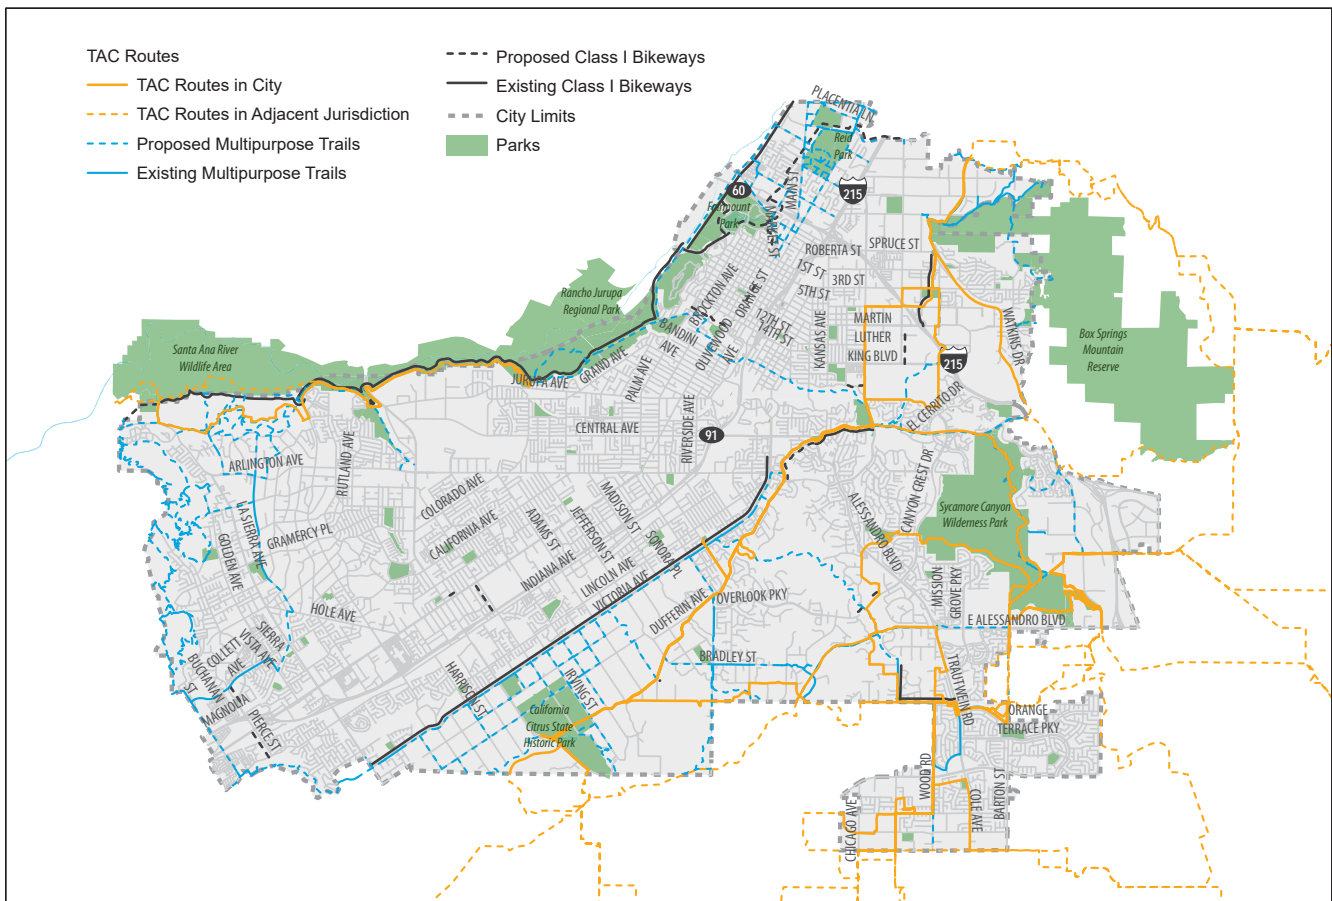 TAC Routes
TAC Routes in City
TAC Routes in Adjacent Jurisdiction
Proposed Multipurpose Trails
Existing Multipurpose Trails
Proposed Class I Bikeways
Existing Class I Bikeways
City Limits
Parks
PLACENTIA LN
Reid
Park
60
215
Fairmount
Park
MAIN ST
MARKET ST
ROBERTA ST
SPRUCE ST
1ST ST
3RD ST
5TH ST
BROCKTON AVE
ORANGE ST
12TH ST
14TH ST
Rancho Jurupa
Regional Park
BANDINI
AVE
OLIVEWOOD
AVE
KANSAS AVE
MARTIN
LUTHER
KING BLVD
WATKINS DR
215
Box Springs
Mountain
Reserve
Santa Ana River
Wildlife Area
JURUPA AVE
GRAND AVE
PALM AVE
RIVERSIDE AVE
EL CERRITO DR
CENTRAL AVE
91
RUTLAND AVE
ARLINGTON AVE
COLORADO AVE
CALIFORNIA AVE
MADISON ST
ADAMS ST
JEFFERSON ST
SONORA PL
INDIANA AVE
LINCOLN AVE
VICTORIA AVE
LA SIERRA AVE
GOLDEN AVE
GRAMERCY PL
HOLE AVE
ALESSANDRO BLVD
CANYON CREST DR
Sycamore Canyon
Wilderness Park
DUFFERIN AVE
OVERLOOK PKY
MISSION
GROVE PKY
E ALESSANDRO BLVD
SIERRA
VISTA AVE
COLLETT
AVE
BUCHANAN
ST
MAGNOLIA
PIERCE ST
HARRISON ST
IRVING ST
BRADLEY ST
California
Citrus State
Historic Park
TRAUTWEIN RD
ORANGE
TERRACE PKY
WOOD RD
COLE AVE
BARTON ST
CHICAGO AVE